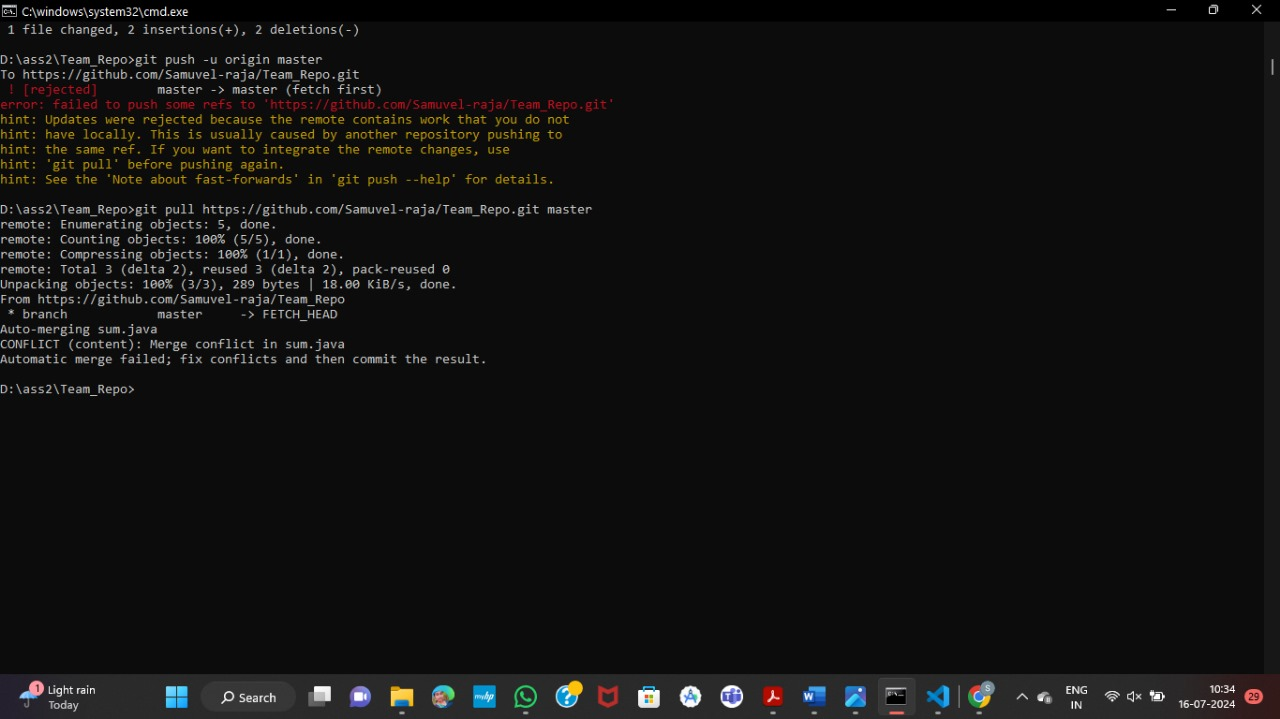 C:\windows\system32\cmd.exe
1 file changed, 2 insertions(+), 2 deletions(-)
D:\ass2\Team_Repo>git push -u origin master
To https://github.com/Samuvel-raja/Team_Repo.git
! [rejected]        master -> master (fetch first)
error: failed to push some refs to 'https://github.com/Samuvel-raja/Team_Repo.git'
hint: Updates were rejected because the remote contains work that you do not
hint: have locally. This is usually caused by another repository pushing to
hint: the same ref. If you want to integrate the remote changes, use
hint: 'git pull' before pushing again.
hint: See the 'Note about fast-forwards' in 'git push --help' for details.
D:\ass2\Team_Repo>git pull https://github.com/Samuvel-raja/Team_Repo.git master
remote: Enumerating objects: 5, done.
remote: Counting objects: 100% (5/5), done.
remote: Compressing objects: 100% (1/1), done.
remote: Total 3 (delta 2), reused 3 (delta 2), pack-reused 0
Unpacking objects: 100% (3/3), 289 bytes | 18.00 KiB/s, done.
From https://github.com/Samuvel-raja/Team_Repo
* branch            master     -> FETCH_HEAD
Auto-merging sum.java
CONFLICT (content): Merge conflict in sum.java
Automatic merge failed; fix conflicts and then commit the result.
D:\ass2\Team_Repo>
1
Light rain
Today
Search
myhp
S
ENG
IN
10:34
16-07-2024
29